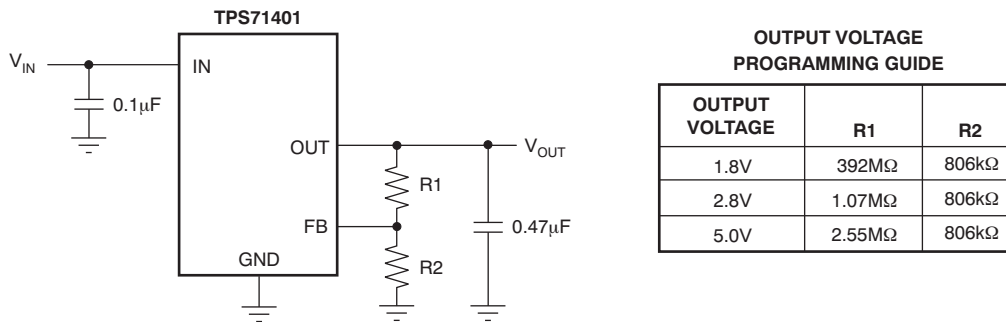 TPS71401
V_IN
IN
0.1μF
OUT
V_OUT
R1
FB
0.47μF
R2
GND
OUTPUT VOLTAGE
PROGRAMMING GUIDE
OUTPUT
VOLTAGE R1 R2
1.8V 392MΩ 806kΩ
2.8V 1.07MΩ 806kΩ
5.0V 2.55MΩ 806kΩ